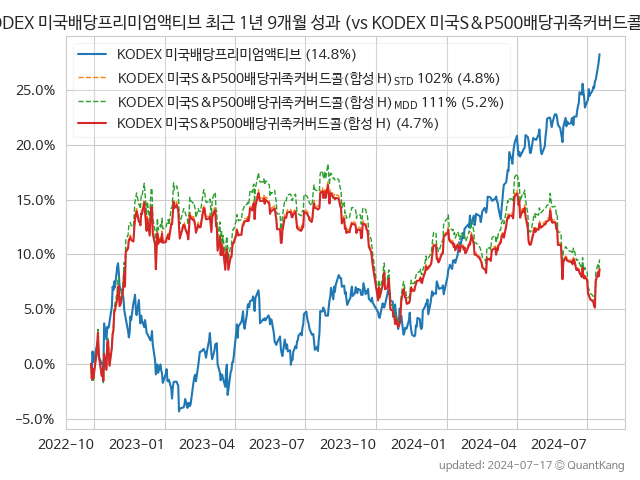 ODEX 미국배당프리미엄액티브 최근 1년 9개월 성과 (vs KODEX 미국S&P500배당귀족커버드콜
KODEX 미국배당프리미엄액티브 (14.8%)
KODEX 미국S&P500배당귀족커버드콜(합성 H) STD 102% (4.8%)
KODEX 미국S&P500배당귀족커버드콜(합성 H) MDD 111% (5.2%)
KODEX 미국S&P500배당귀족커버드콜(합성 H) (4.7%)
25.0%
20.0%
15.0%
10.0%
5.0%
0.0%
−5.0%
2022-10 2023-01 2023-04 2023-07 2023-10 2024-01 2024-04 2024-07
updated: 2024-07-17 © QuantKang